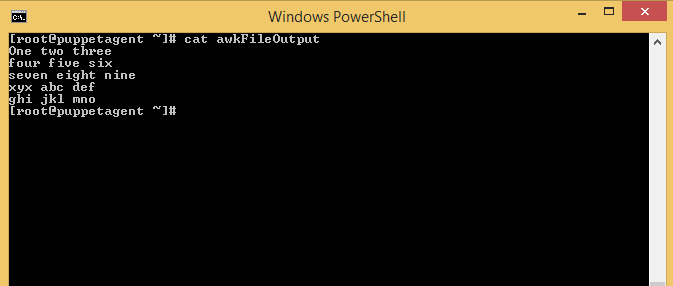 Windows PowerShell
[root@puppetagent ~]# cat awkFileOutput
One two three
four five six
seven eight nine
xyx abc def
ghi jkl mno
[root@puppetagent ~]#